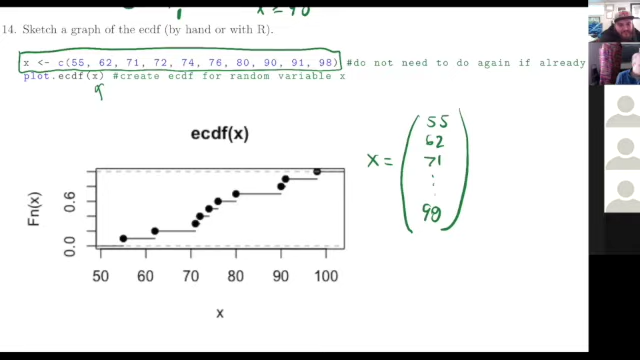 x = 90
14. Sketch a graph of the ecdf (by hand or with R).
x <- c(55, 62, 71, 72, 74, 76, 80, 90, 91, 98) #do not need to do again if already
plot.ecdf(x) #create ecdf for random variable x
ecdf(x)
Fn(x)
0.6
0.0
50 60 70 80 90 100
x
x =
55
62
71
98